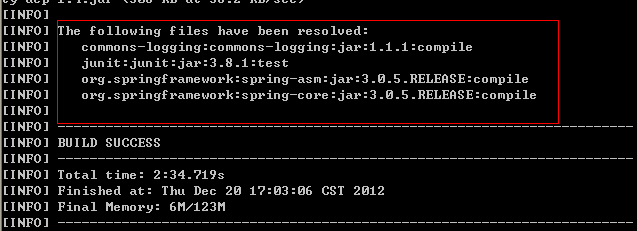 [INFO]
[INFO] The following files have been resolved:
[INFO]    commons-logging:commons-logging:jar:1.1.1:compile
[INFO]    junit:junit:jar:3.8.1:test
[INFO]    org.springframework:spring-asm:jar:3.0.5.RELEASE:compile
[INFO]    org.springframework:spring-core:jar:3.0.5.RELEASE:compile
[INFO]
[INFO] ------------------------------------------------------------------------
[INFO] BUILD SUCCESS
[INFO] ------------------------------------------------------------------------
[INFO] Total time: 2:34.719s
[INFO] Finished at: Thu Dec 20 17:03:06 CST 2012
[INFO] Final Memory: 6M/123M
[INFO] ------------------------------------------------------------------------